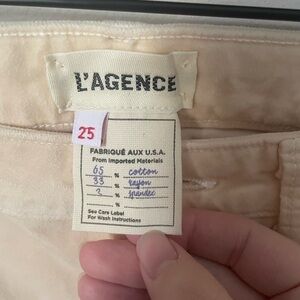 L'AGENCE
25
FABRIQUÉ AUX U.S.A.
From Imported Materials
65 % cotton
33 % rayon
2 % spandex
%
See Care Label
For Wash Instructions